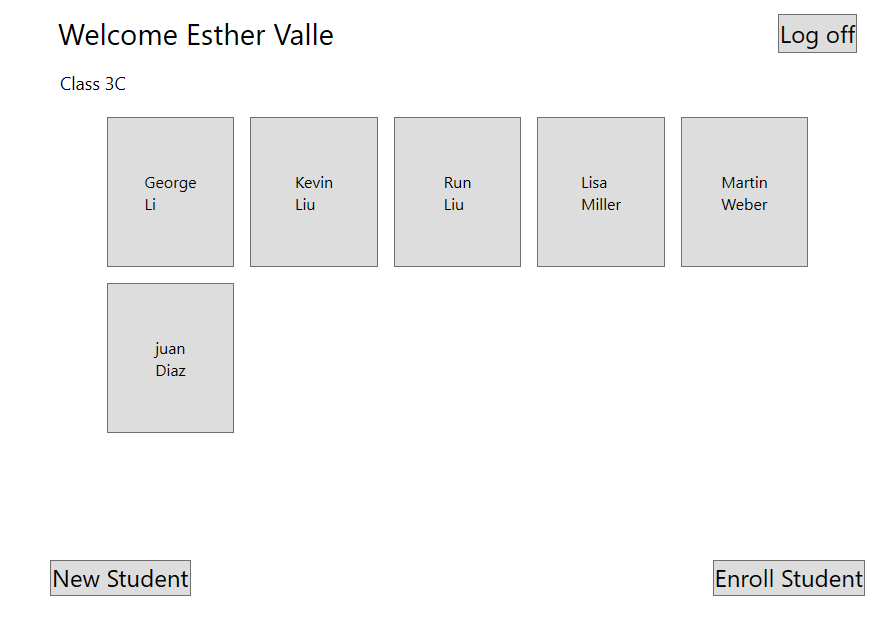 Welcome Esther Valle
Log off
Class 3C
George
Li
Kevin
Liu
Run
Liu
Lisa
Miller
Martin
Weber
juan
Diaz
New Student
Enroll Student